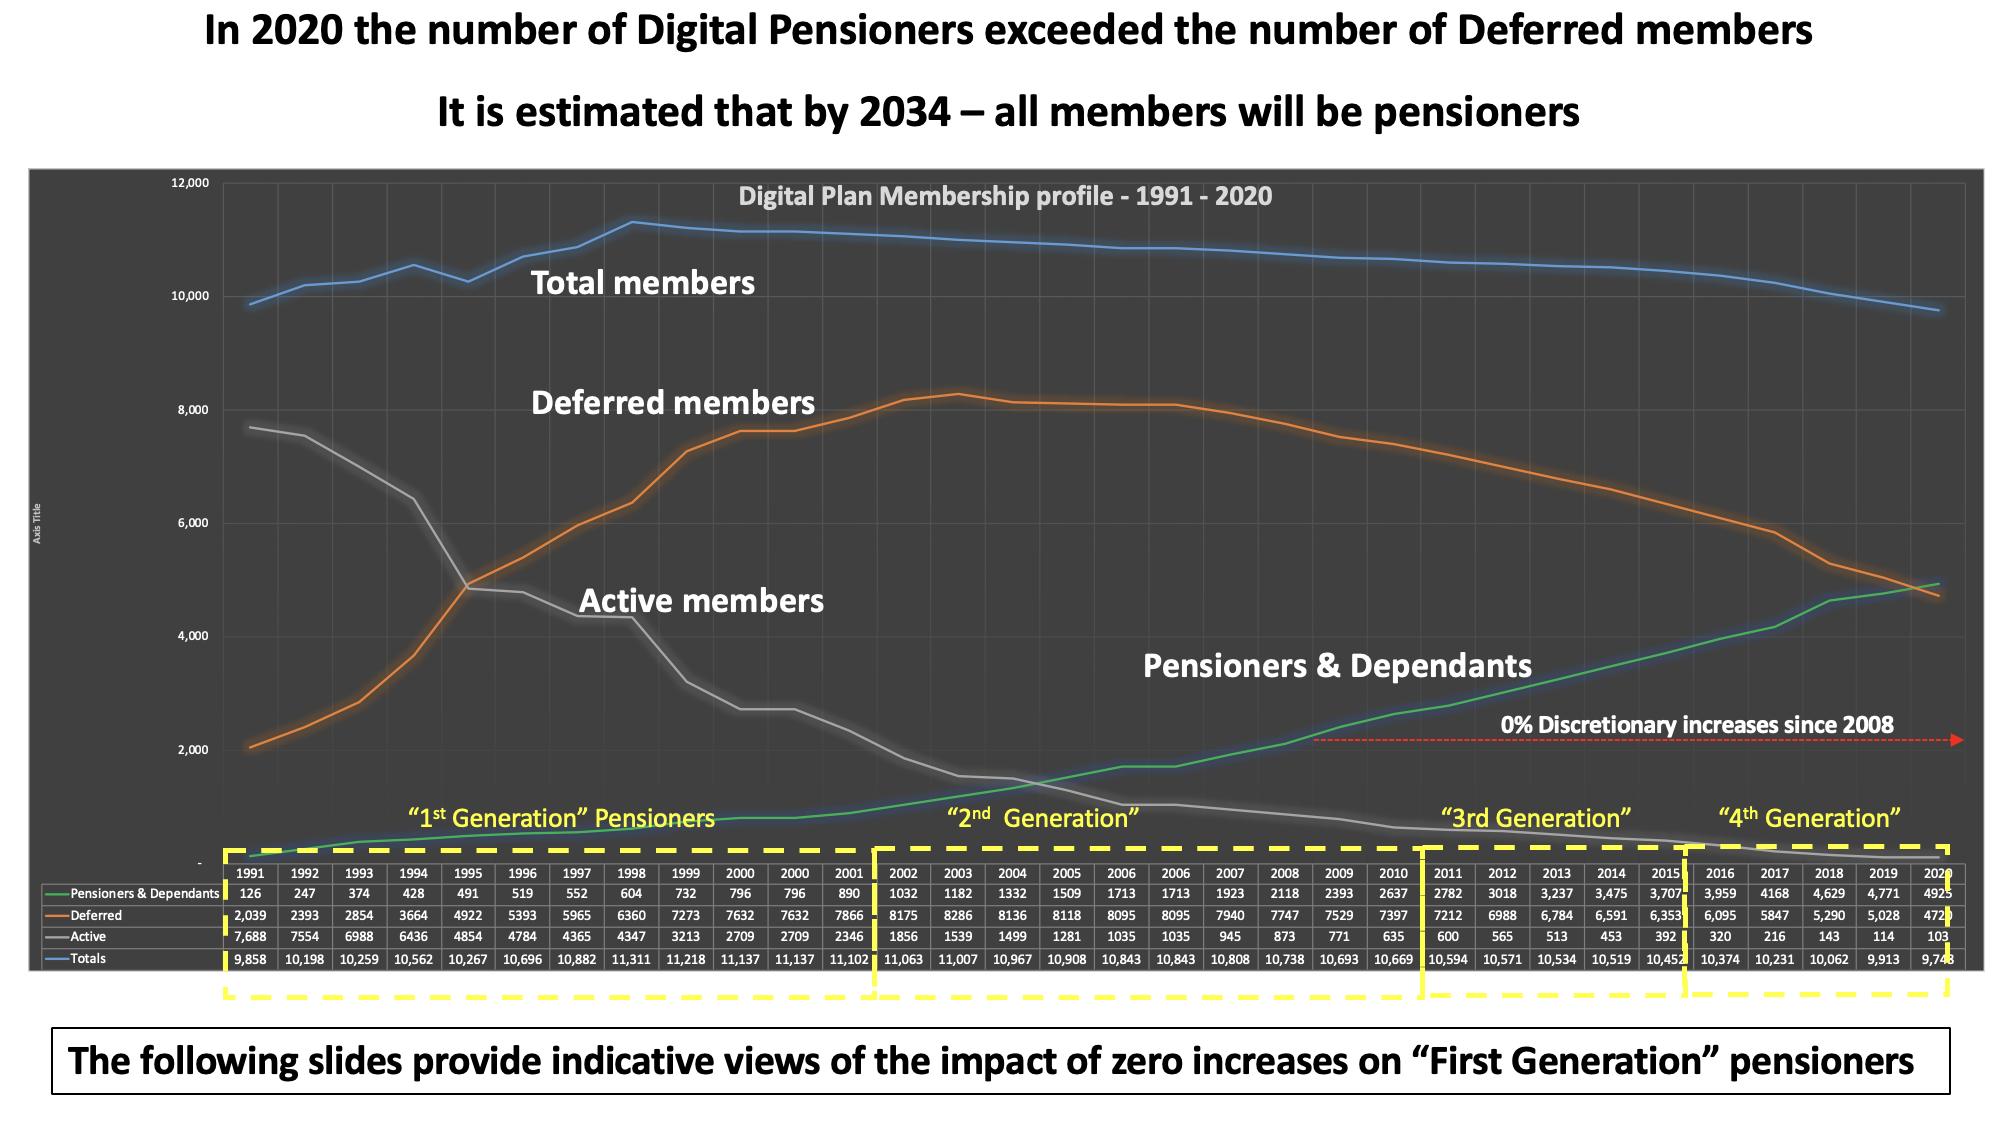 In 2020 the number of Digital Pensioners exceeded the number of Deferred members
It is estimated that by 2034 – all members will be pensioners
Digital Plan Membership profile - 1991 - 2020
12,000
10,000
8,000
6,000
4,000
2,000
-
Axis Title
Total members
Deferred members
Active members
Pensioners & Dependants
0% Discretionary increases since 2008
“1st Generation” Pensioners
“2nd Generation”
“3rd Generation”
“4th Generation”
1991 1992 1993 1994 1995 1996 1997 1998 1999 2000 2000 2001 2002 2003 2004 2005 2006 2006 2007 2008 2009 2010 2011 2012 2013 2014 2015 2016 2017 2018 2019 2020
Pensioners & Dependants 126 247 374 428 491 519 552 604 732 796 796 890 1032 1182 1332 1509 1713 1713 1923 2118 2393 2637 2782 3018 3,237 3,475 3,707 3,959 4168 4,629 4,771 4925
Deferred 2,039 2393 2854 3664 4922 5393 5965 6360 7273 7632 7632 7866 8175 8286 8136 8118 8095 8095 7940 7747 7529 7397 7212 6988 6,784 6,591 6,353 6,095 5847 5,290 5,028 4720
Active 7,688 7554 6988 6436 4854 4784 4365 4347 3213 2709 2709 2346 1856 1539 1499 1281 1035 1035 945 873 771 635 600 565 513 453 392 320 216 143 114 103
Totals 9,858 10,198 10,259 10,562 10,267 10,696 10,882 11,311 11,218 11,137 11,137 11,102 11,063 11,007 10,967 10,908 10,843 10,843 10,808 10,738 10,693 10,669 10,594 10,571 10,534 10,519 10,452 10,374 10,231 10,062 9,913 9,748
The following slides provide indicative views of the impact of zero increases on “First Generation” pensioners